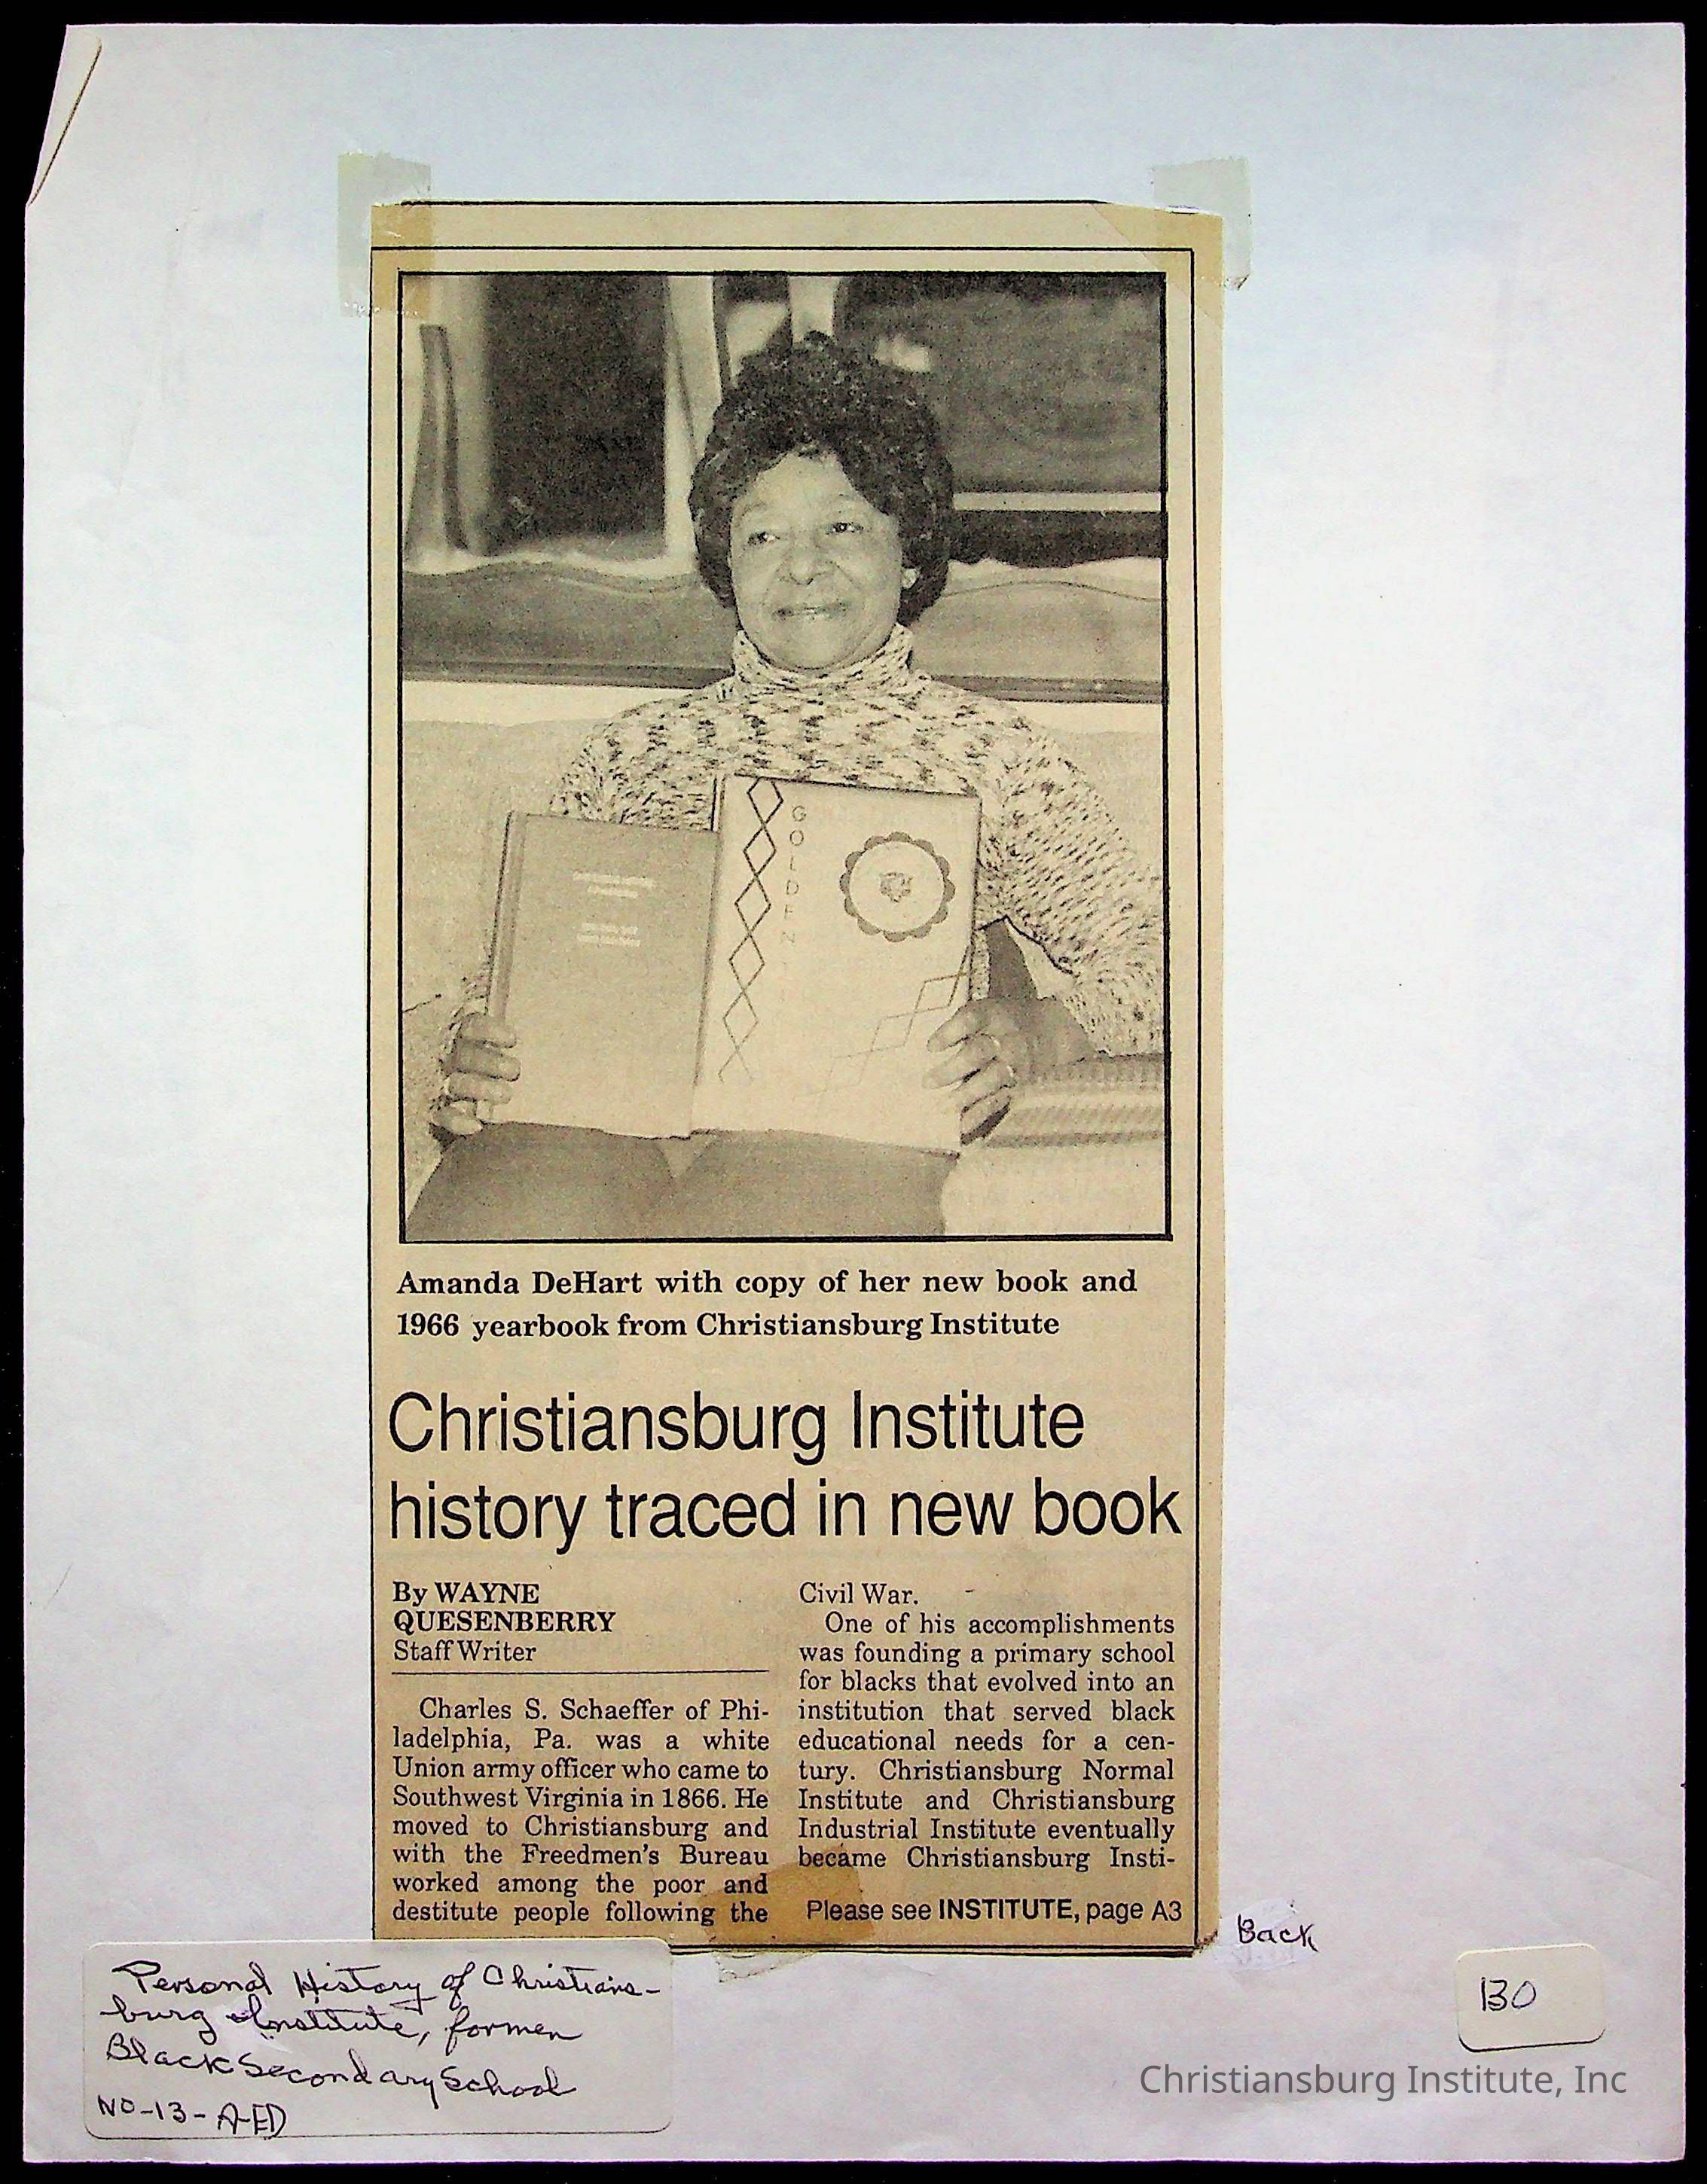 GOLDEN
Amanda DeHart with copy of her new book and
1966 yearbook from Christiansburg Institute
Christiansburg Institute
history traced in new book
By WAYNE
QUESENBERRY
Staff Writer
Charles S. Schaeffer of Phi-
ladelphia, Pa. was a white
Union army officer who came to
Southwest Virginia in 1866. He
moved to Christiansburg and
with the Freedmen's Bureau
worked among the poor and
destitute people following the
Civil War.
One of his accomplishments
was founding a primary school
for blacks that evolved into an
institution that served black
educational needs for a cen-
tury. Christiansburg Normal
Institute and Christiansburg
Industrial Institute eventually
became Christiansburg Insti-
Please see INSTITUTE, page A3
Back
Personal History of Christians-
burg Institute, former
Black Secondary School
NO-13-A-ED
130
Christiansburg Institute, Inc